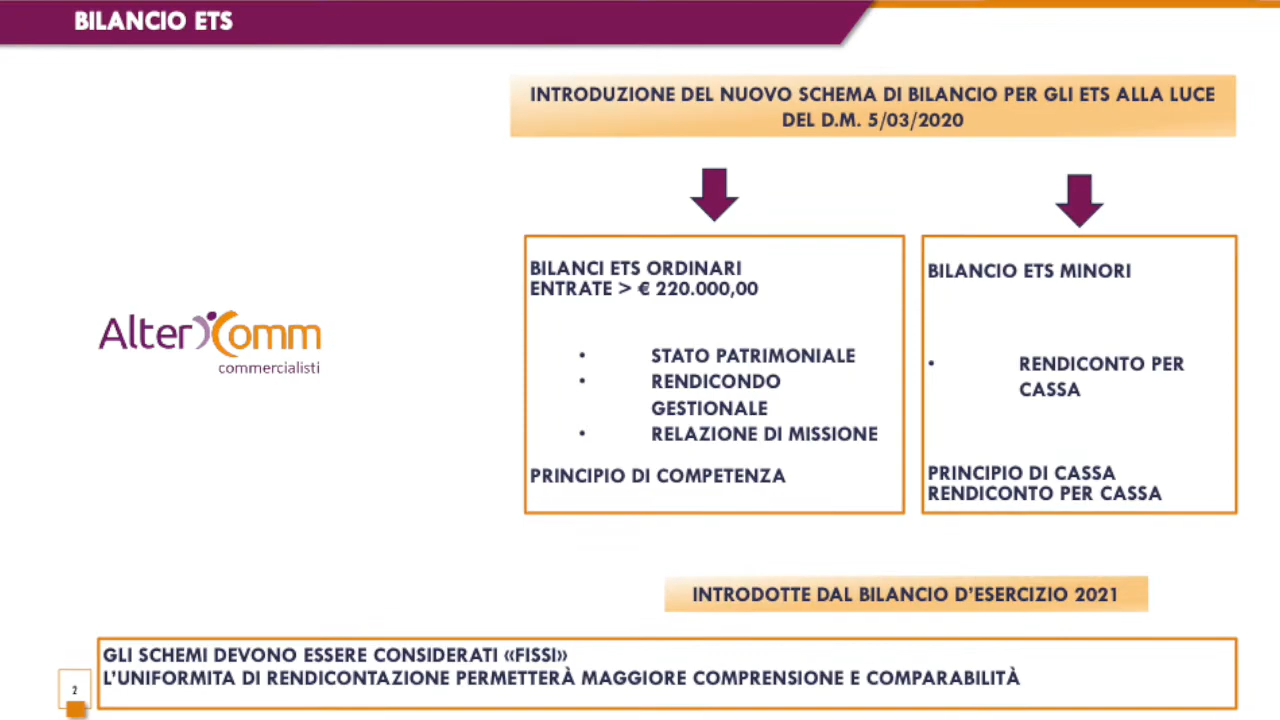 BILANCIO ETS
INTRODUZIONE DEL NUOVO SCHEMA DI BILANCIO PER GLI ETS ALLA LUCE
DEL D.M. 5/03/2020
BILANCI ETS ORDINARI
ENTRATE > € 220.000,00
• STATO PATRIMONIALE
• RENDICONDO
GESTIONALE
• RELAZIONE DI MISSIONE
PRINCIPIO DI COMPETENZA
BILANCIO ETS MINORI
• RENDICONTO PER
CASSA
PRINCIPIO DI CASSA
RENDICONTO PER CASSA
AlterComm
commercialisti
INTRODOTTE DAL BILANCIO D’ESERCIZIO 2021
GLI SCHEMI DEVONO ESSERE CONSIDERATI «FISSI»
L’UNIFORMITA DI RENDICONTAZIONE PERMETTERÀ MAGGIORE COMPRENSIONE E COMPARABILITÀ
2